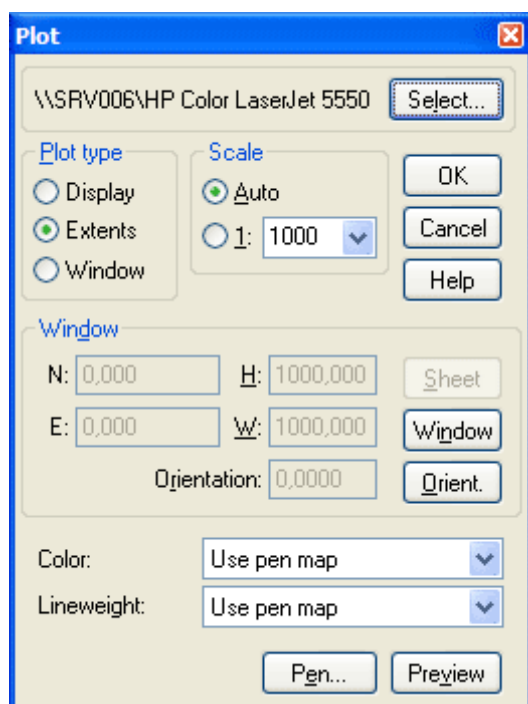 Plot
\\SRV006\HP Color LaserJet 5550 Select...
Plot type
Display
Extents
Window
Scale
Auto
1: 1000
OK
Cancel
Help
Window
N: 0,000 H: 1000,000 Sheet
E: 0,000 W: 1000,000 Window
Orientation: 0,0000 Orient.
Color: Use pen map
Lineweight: Use pen map
Pen... Preview